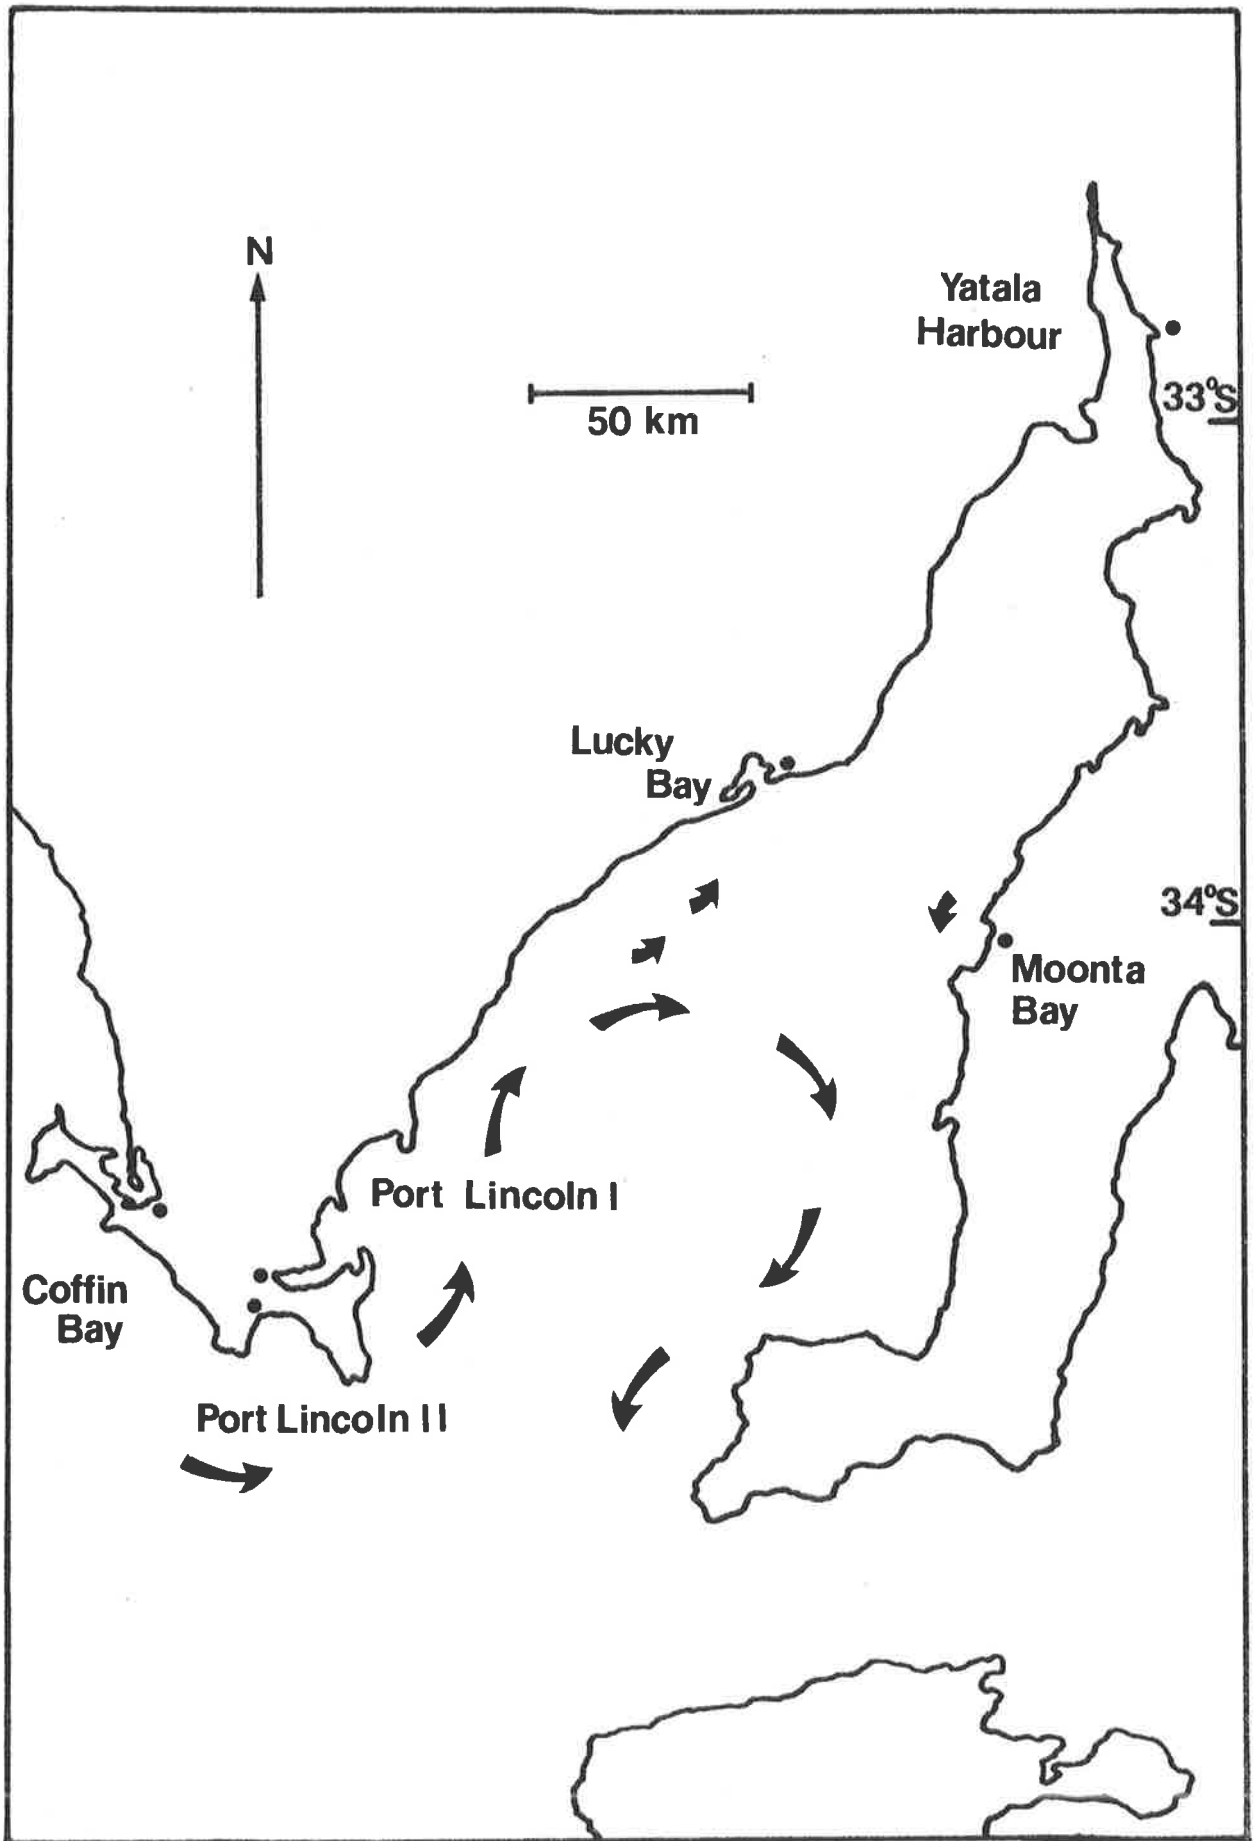 N
Yatala
Harbour
33°S
50 km
Lucky
Bay
34°S
Moonta
Bay
Port Lincoln I
Coffin
Bay
Port Lincoln II